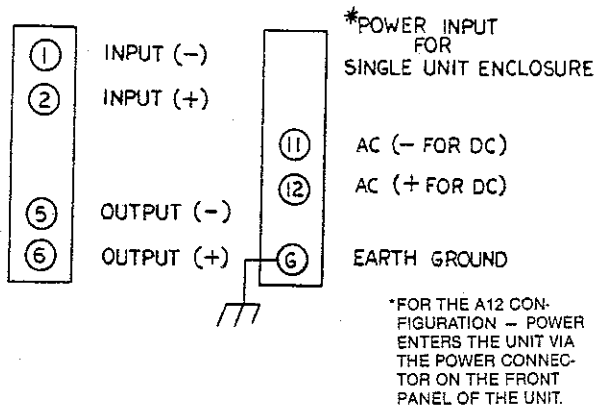 1 INPUT (-)
2 INPUT (+)
5 OUTPUT (-)
6 OUTPUT (+)
*POWER INPUT
FOR
SINGLE UNIT ENCLOSURE
11 AC (- FOR DC)
12 AC (+ FOR DC)
G EARTH GROUND
*FOR THE A12 CON-
FIGURATION – POWER
ENTERS THE UNIT VIA
THE POWER CONNEC-
TOR ON THE FRONT
PANEL OF THE UNIT.